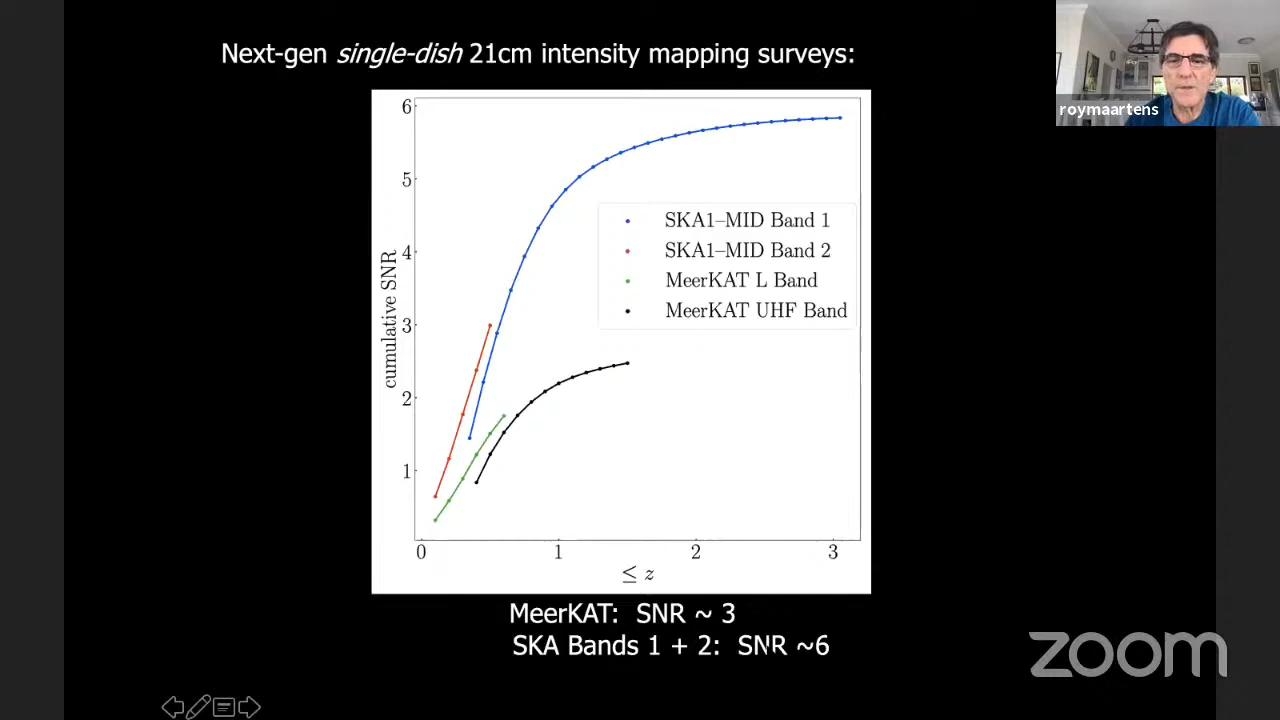 Next-gen single-dish 21cm intensity mapping surveys:
roymaartens
6
5
4
3
2
1
cumulative SNR
SKA1–MID Band 1
SKA1–MID Band 2
MeerKAT L Band
MeerKAT UHF Band
0 1 2 3
≤ z
MeerKAT: SNR ~ 3
SKA Bands 1 + 2: SNR ~6
zoom